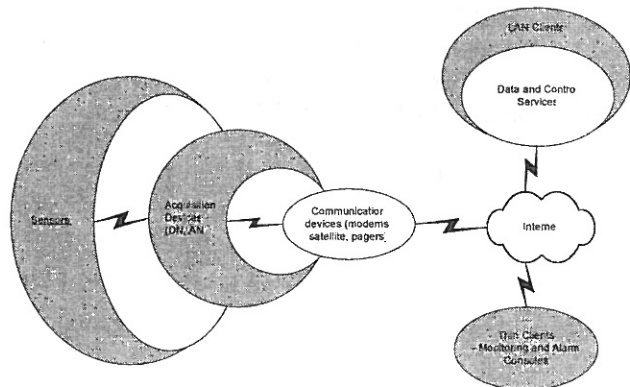 Sensors
Acquisition
Devices
(DN, AN
Communicatior
devices (modems
satellite, pagers)
LAN Clients
Data and Contro
Services
Interne
Thin Clients
- Monitoring and Alarm
Consoles